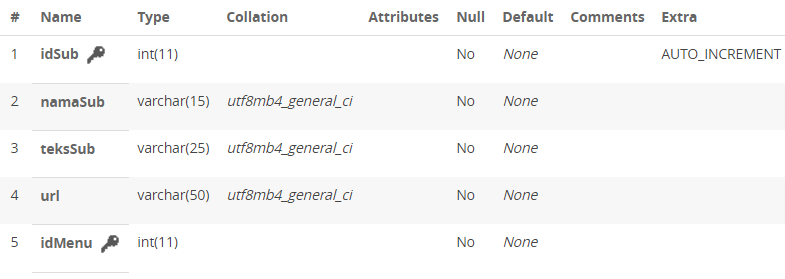 # Name Type Collation Attributes Null Default Comments Extra
1 idSub int(11) No None AUTO_INCREMENT
2 namaSub varchar(15) utf8mb4_general_ci No None
3 teksSub varchar(25) utf8mb4_general_ci No None
4 url varchar(50) utf8mb4_general_ci No None
5 idMenu int(11) No None